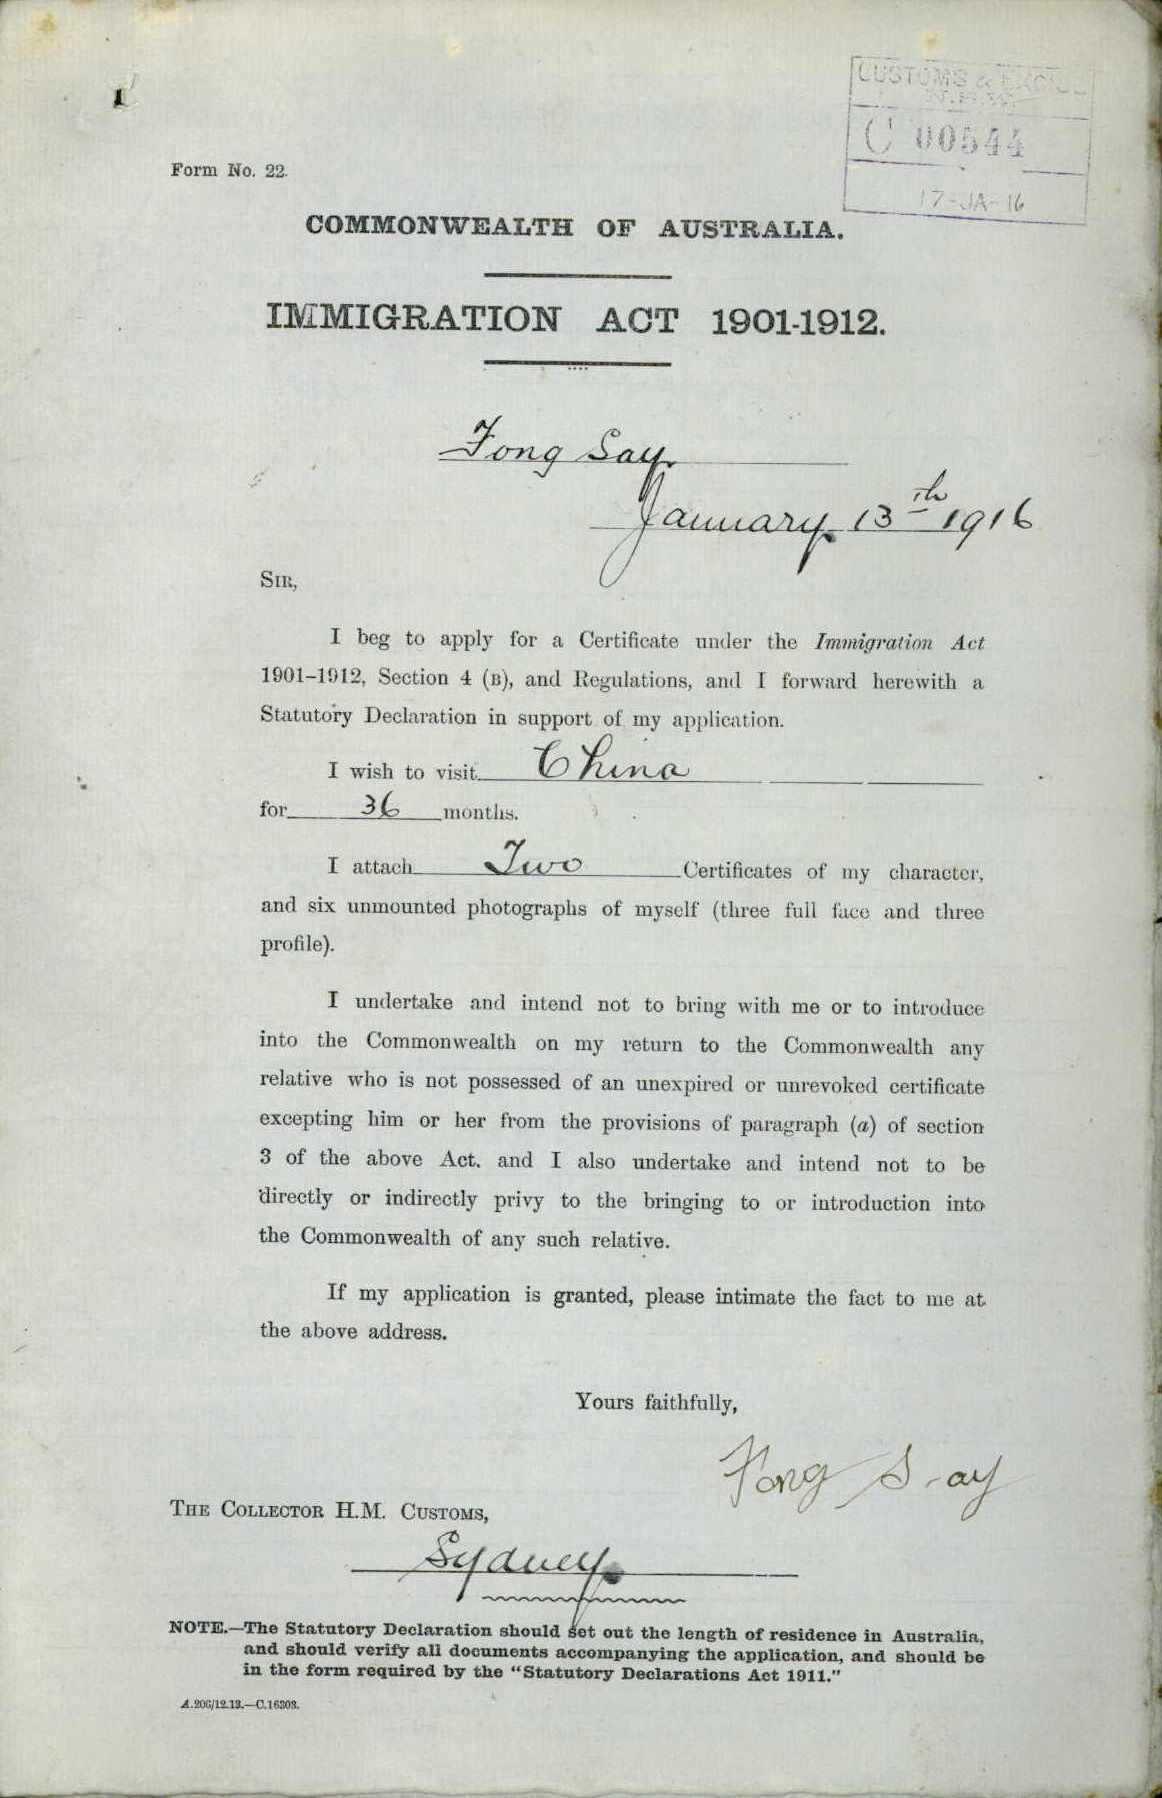 1
CUSTOMS & EXCISE
N.S.W.
C 00544
17-JA-16
Form No. 22.
COMMONWEALTH OF AUSTRALIA.
IMMIGRATION ACT 1901-1912.
Fong Say
January 13th 1916
SIR,
I beg to apply for a Certificate under the Immigration Act
1901-1912, Section 4 (B), and Regulations, and I forward herewith a
Statutory Declaration in support of my application.
I wish to visit China
for 36 months.
I attach Two Certificates of my character,
and six unmounted photographs of myself (three full face and three
profile).
I undertake and intend not to bring with me or to introduce
into the Commonwealth on my return to the Commonwealth any
relative who is not possessed of an unexpired or unrevoked certificate
excepting him or her from the provisions of paragraph (a) of section
3 of the above Act. and I also undertake and intend not to be
directly or indirectly privy to the bringing to or introduction into
the Commonwealth of any such relative.
If my application is granted, please intimate the fact to me at
the above address.
Yours faithfully,
Fong Say
THE COLLECTOR H.M. CUSTOMS,
Sydney
NOTE.—The Statutory Declaration should set out the length of residence in Australia,
and should verify all documents accompanying the application, and should be
in the form required by the "Statutory Declarations Act 1911."
A.206/12.13.—C.16303.